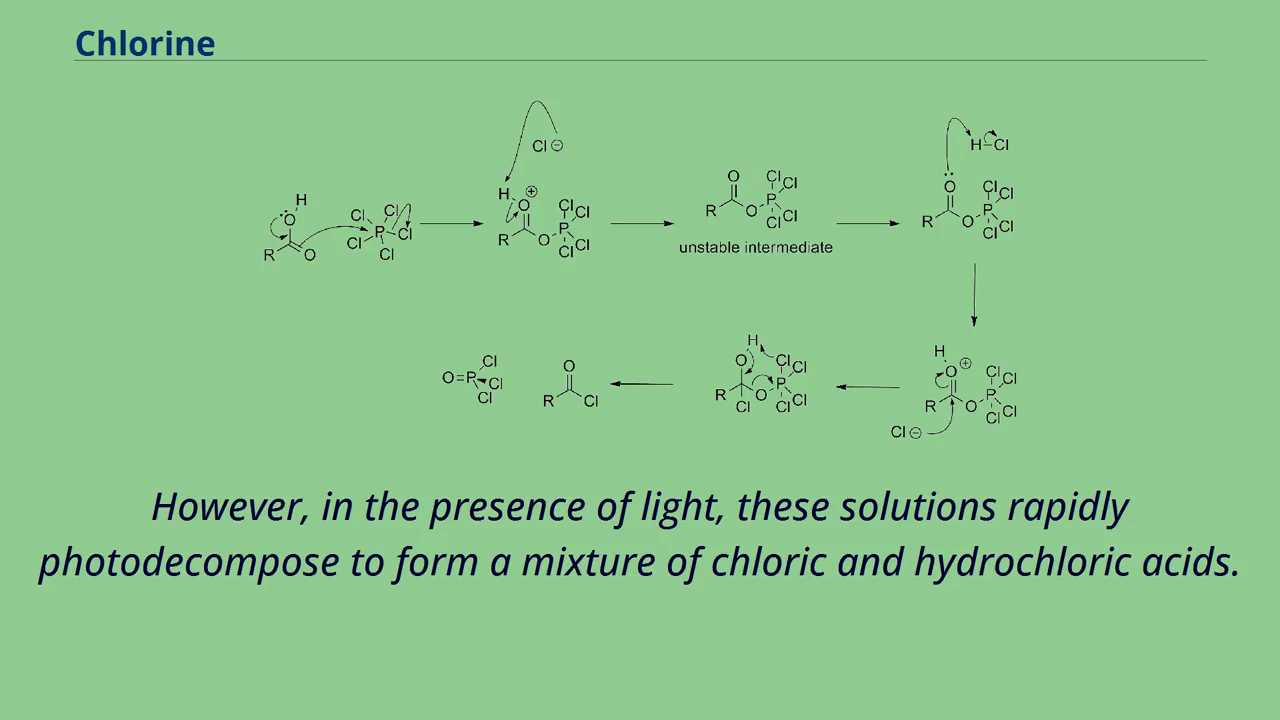 Chlorine
Cl ⊖
H–Cl
H O R O Cl Cl P Cl Cl Cl
H O ⊕ R O P Cl Cl Cl Cl
O R O P Cl Cl Cl Cl
O R O P Cl Cl Cl Cl
unstable intermediate
O=P Cl Cl Cl
O R Cl
H O R Cl O P Cl Cl Cl Cl
H O ⊕ R O P Cl Cl Cl Cl
Cl ⊖
However, in the presence of light, these solutions rapidly
photodecompose to form a mixture of chloric and hydrochloric acids.